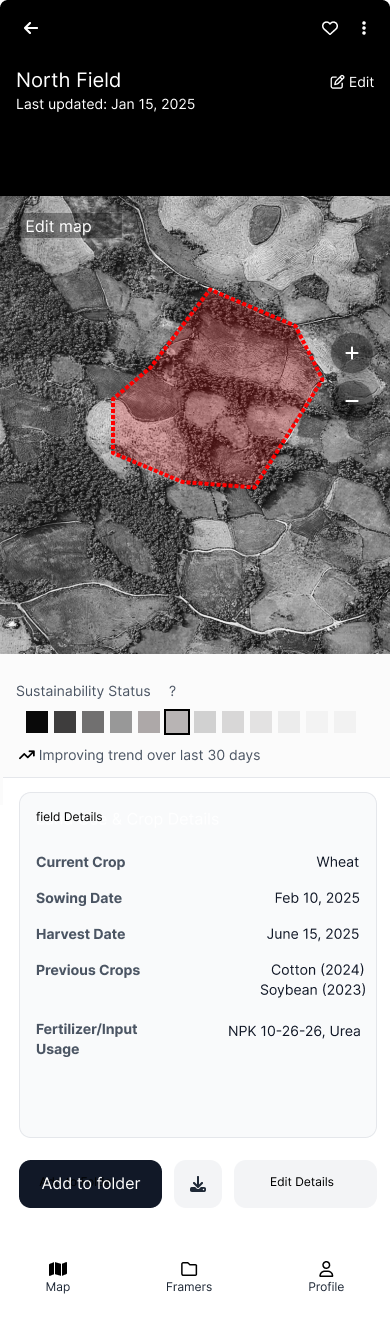 North Field
Edit
Last updated: Jan 15, 2025
Edit map
+
−
Sustainability Status ?
Improving trend over last 30 days
field Details & Crop Details
Current Crop Wheat
Sowing Date Feb 10, 2025
Harvest Date June 15, 2025
Previous Crops Cotton (2024)
Soybean (2023)
Fertilizer/Input
Usage NPK 10-26-26, Urea
Add to folder
Edit Details
Map Framers Profile